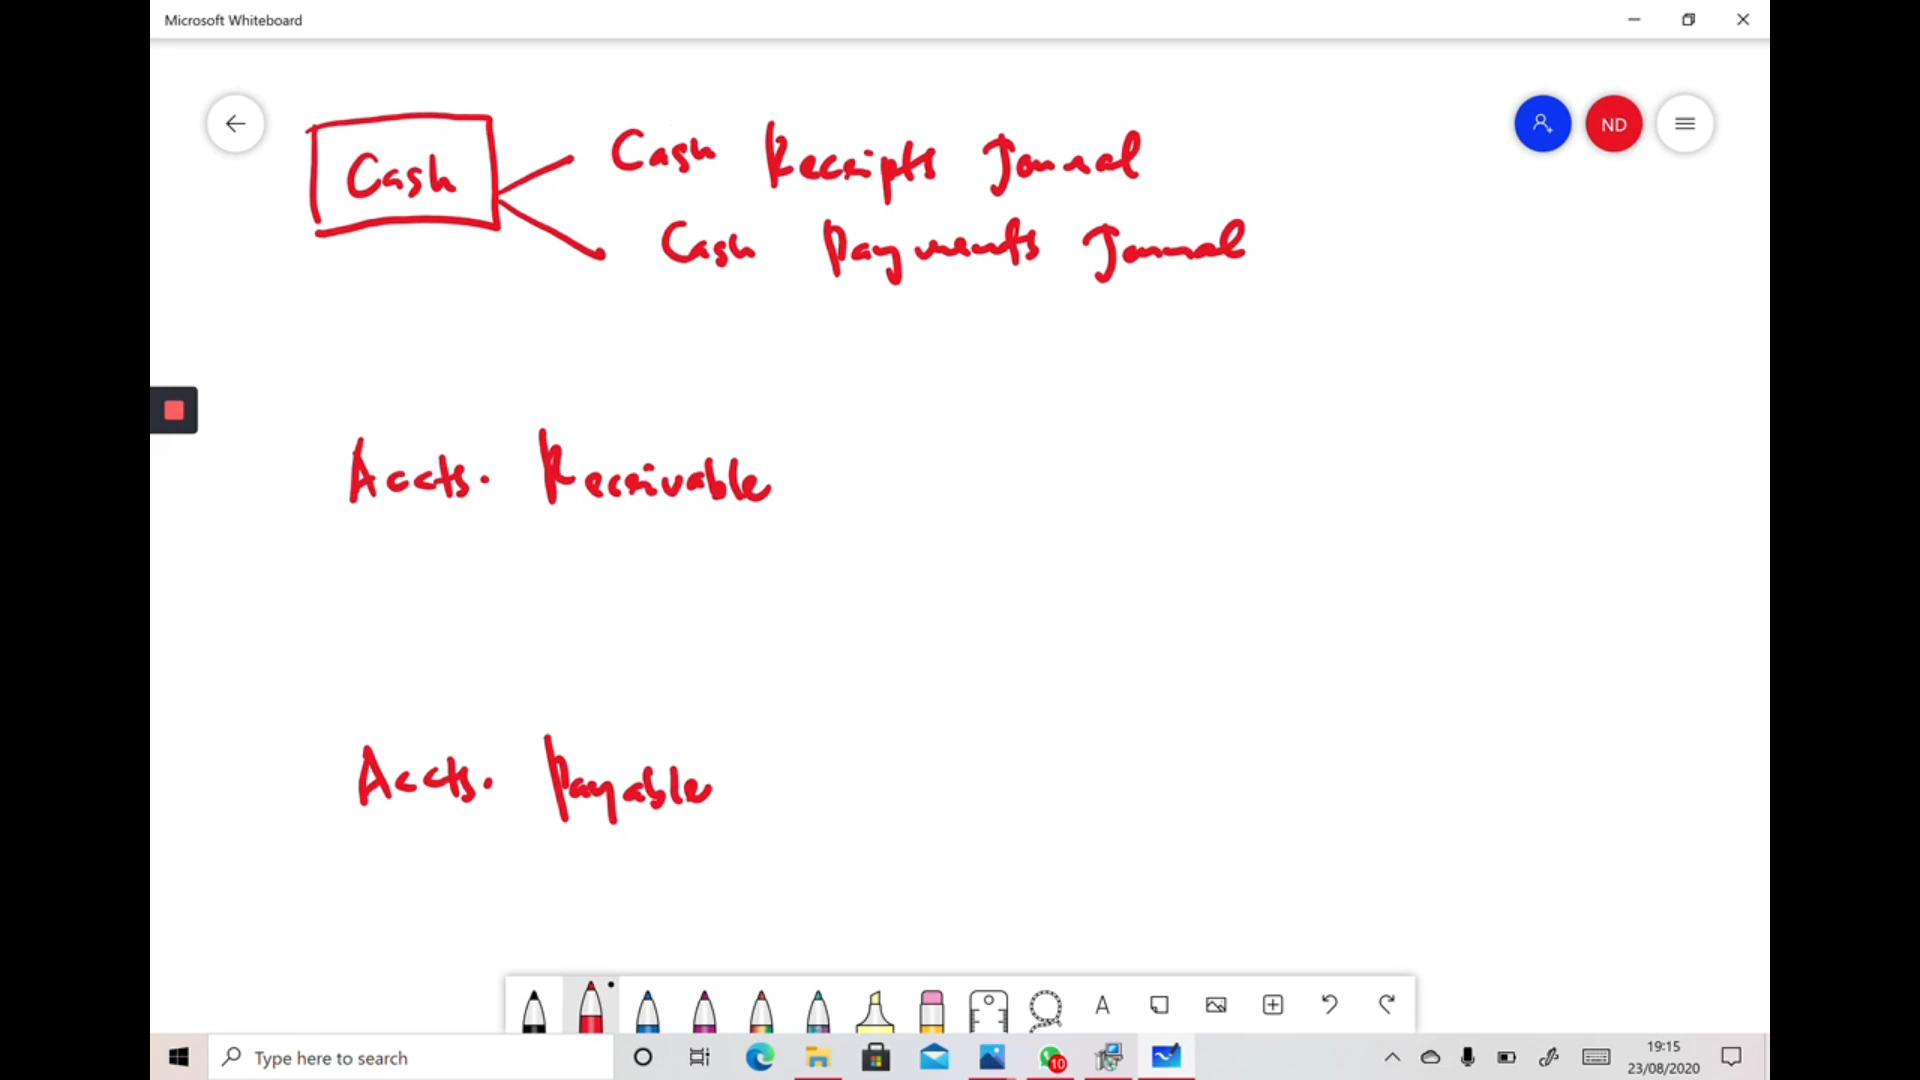 Microsoft Whiteboard
ND
Cash
Cash Receipts Journal
Cash Payments Journal
Accts. Receivable
Accts. Payable
A
Type here to search
10
19:15
23/08/2020